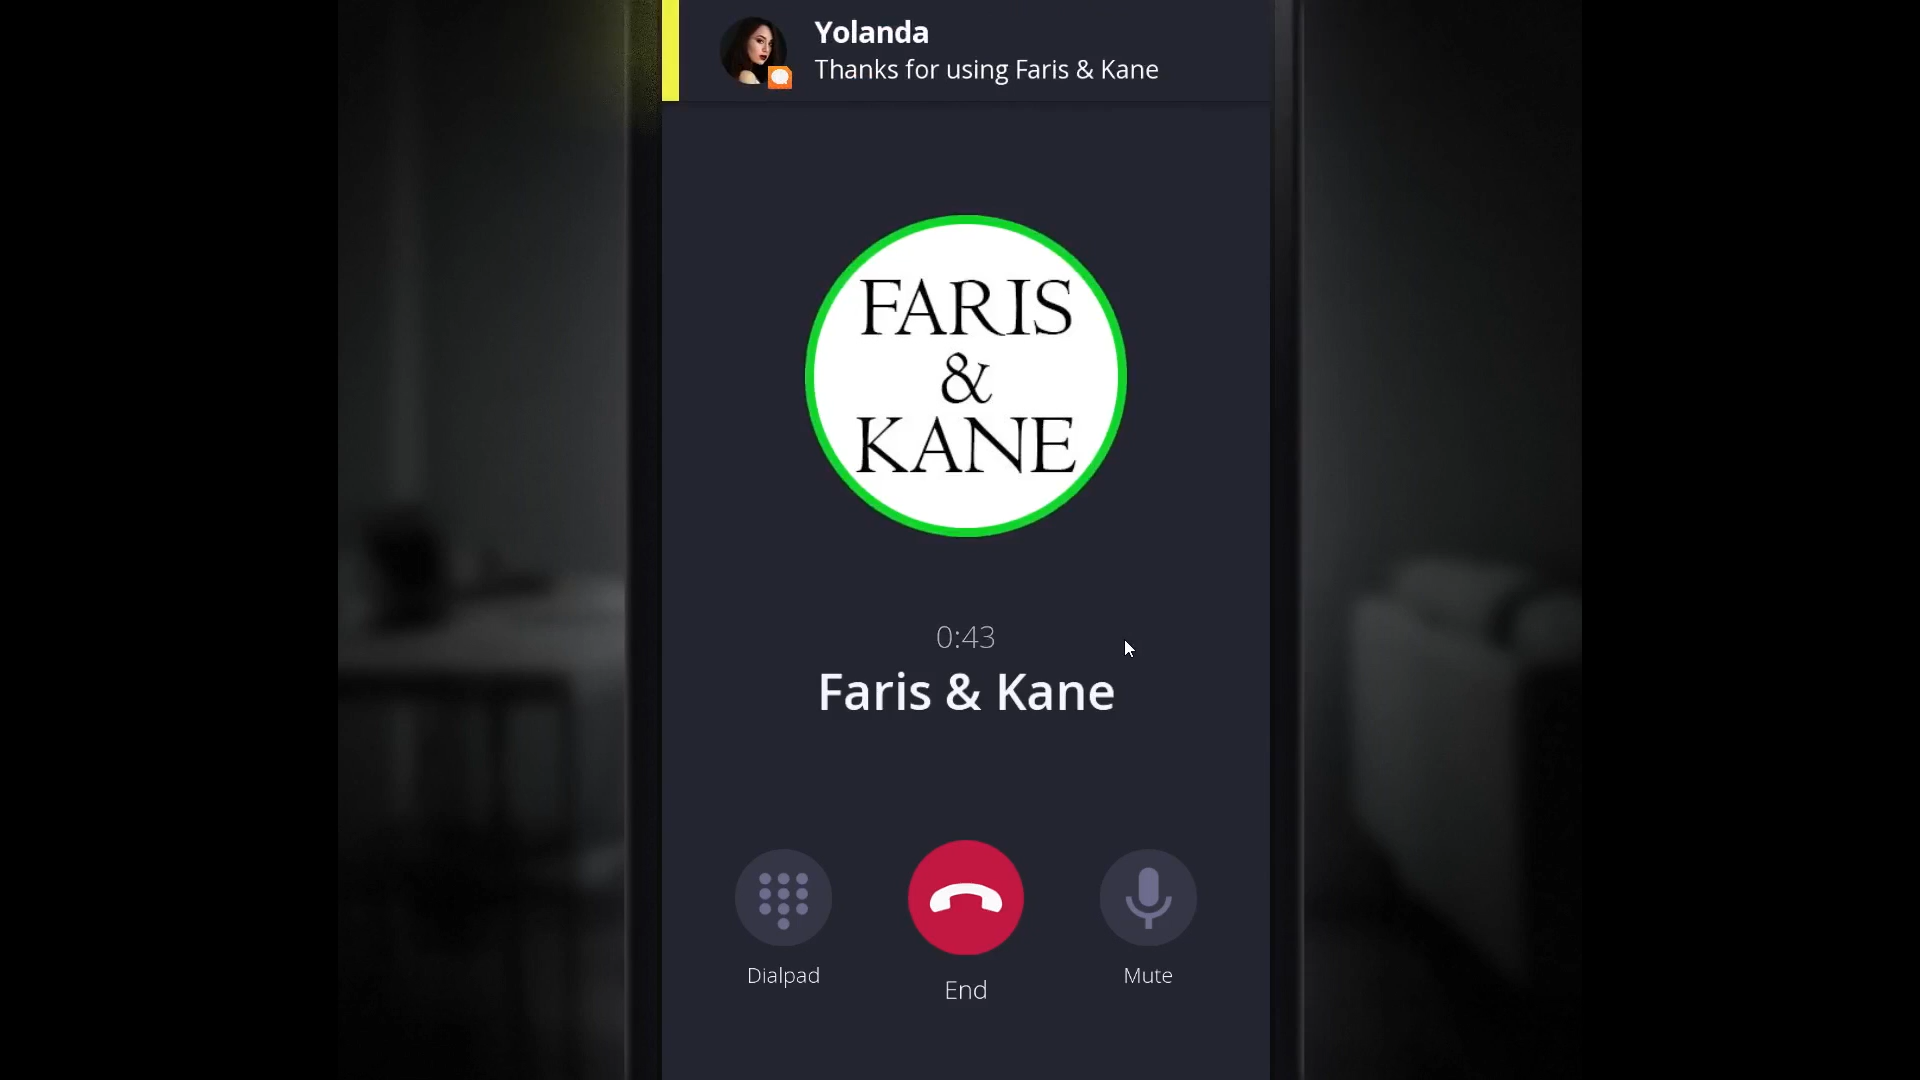 Yolanda
Thanks for using Faris & Kane
FARIS
&
KANE
0:43
Faris & Kane
Dialpad
End
Mute